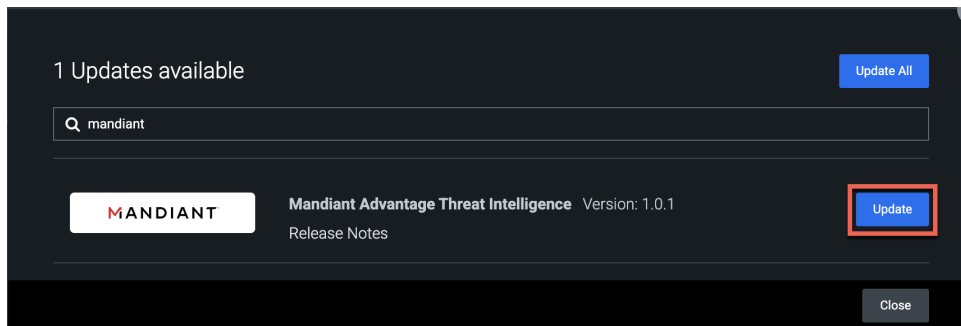 1 Updates available
Update All
mandiant
MANDIANT
Mandiant Advantage Threat Intelligence Version: 1.0.1
Update
Release Notes
Close